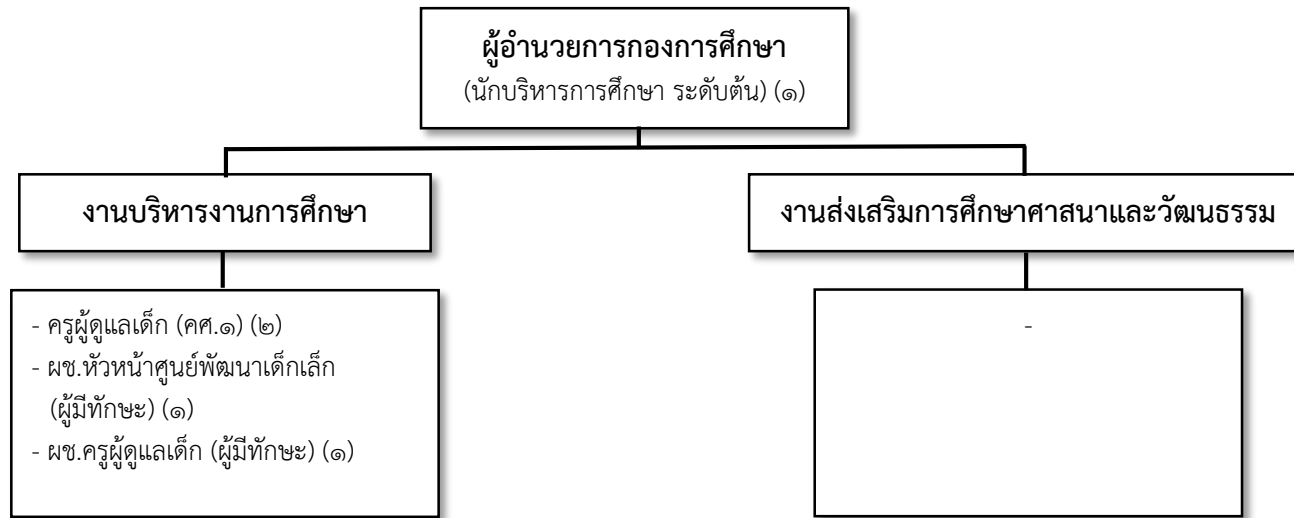 ผู้อำนวยการกองการศึกษา
(นักบริหารการศึกษา ระดับต้น) (๑)
งานบริหารงานการศึกษา
งานส่งเสริมการศึกษาศาสนาและวัฒนธรรม
- ครูผู้ดูแลเด็ก (คศ.๑) (๒)
- ผช.หัวหน้าศูนย์พัฒนาเด็กเล็ก
(ผู้มีทักษะ) (๑)
- ผช.ครูผู้ดูแลเด็ก (ผู้มีทักษะ) (๑)
-